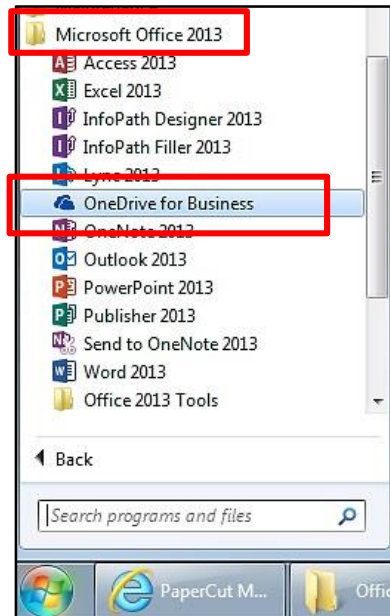 Microsoft Office 2013
Access 2013
Excel 2013
InfoPath Designer 2013
InfoPath Filler 2013
Lync 2013
OneDrive for Business
OneNote 2013
Outlook 2013
PowerPoint 2013
Publisher 2013
Send to OneNote 2013
Word 2013
Office 2013 Tools
Back
Search programs and files
PaperCut M... Offic